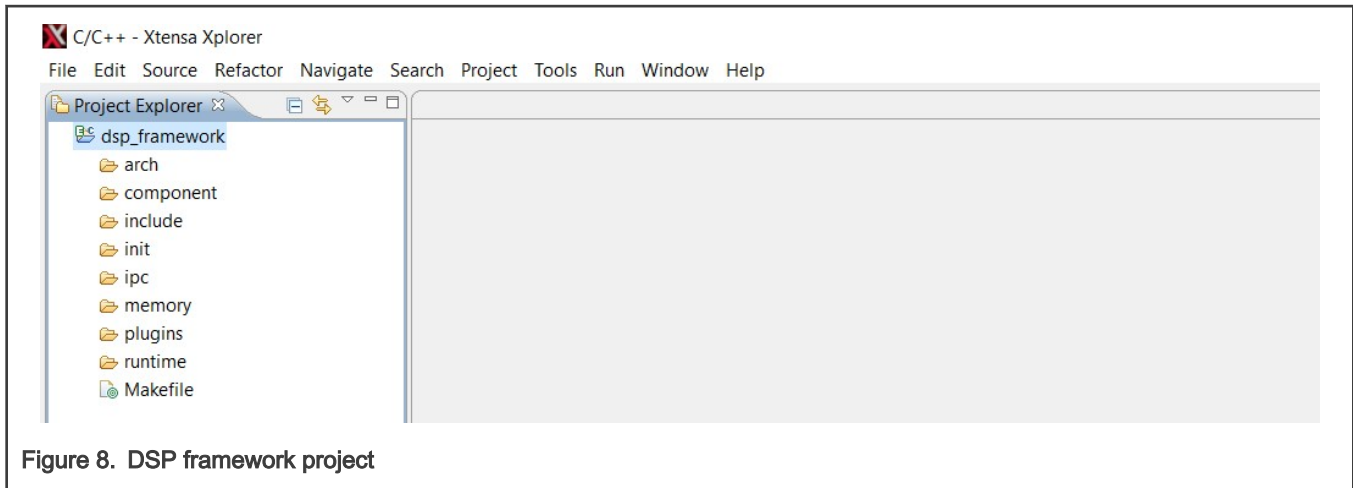 C/C++ - Xtensa Xplorer
File Edit Source Refactor Navigate Search Project Tools Run Window Help
Project Explorer
dsp_framework
arch
component
include
init
ipc
memory
plugins
runtime
Makefile
Figure 8. DSP framework project